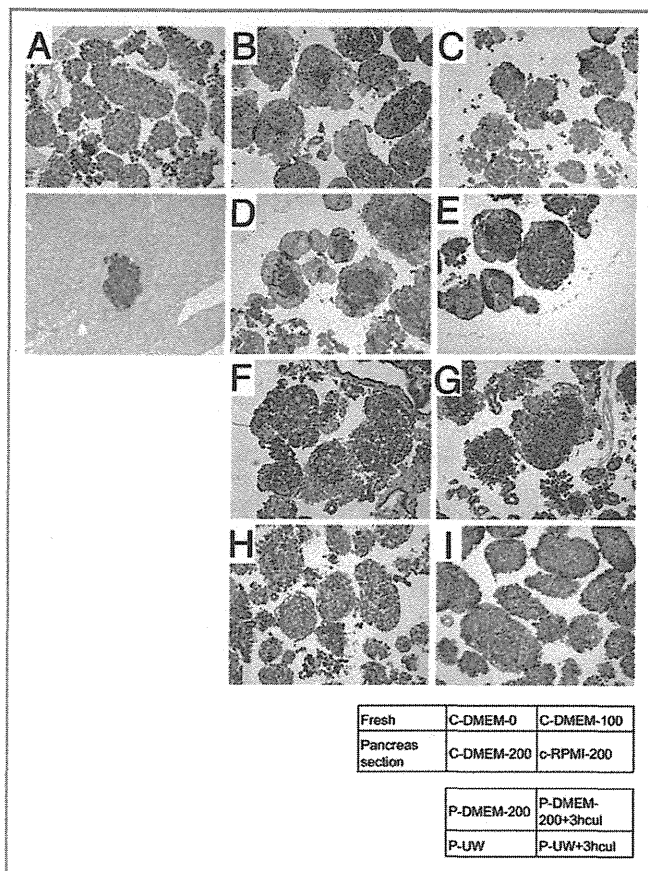 A
B
C
D
E
F
G
H
I
Fresh C-DMEM-0 C-DMEM-100
Pancreas section C-DMEM-200 c-RPMI-200
P-DMEM-200 P-DMEM-200+3hcul
P-UW P-UW+3hcul